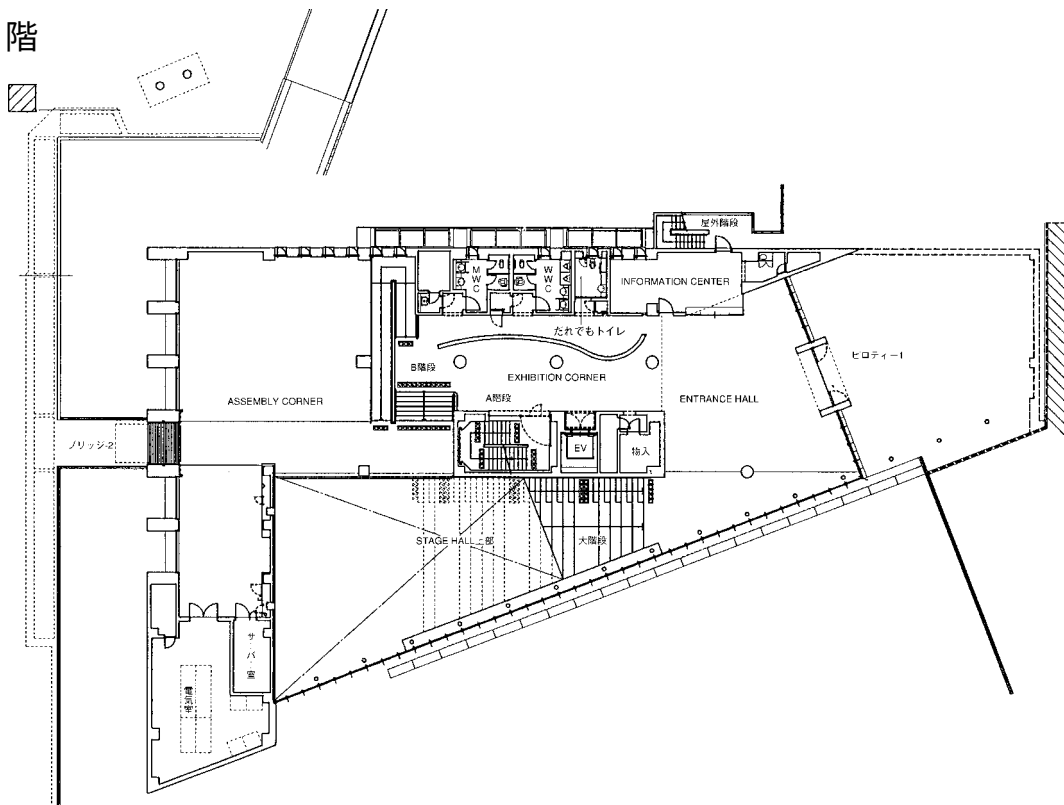 階
屋外階段
M
W
C
W
W
C
INFORMATION CENTER
だれでもトイレ
ピロティー1
B階段
EXHIBITION CORNER
A階段
ASSEMBLY CORNER
ENTRANCE HALL
ブリッジ-2
EV
物入
STAGE HALL上部
大階段
サーバー室
電気室